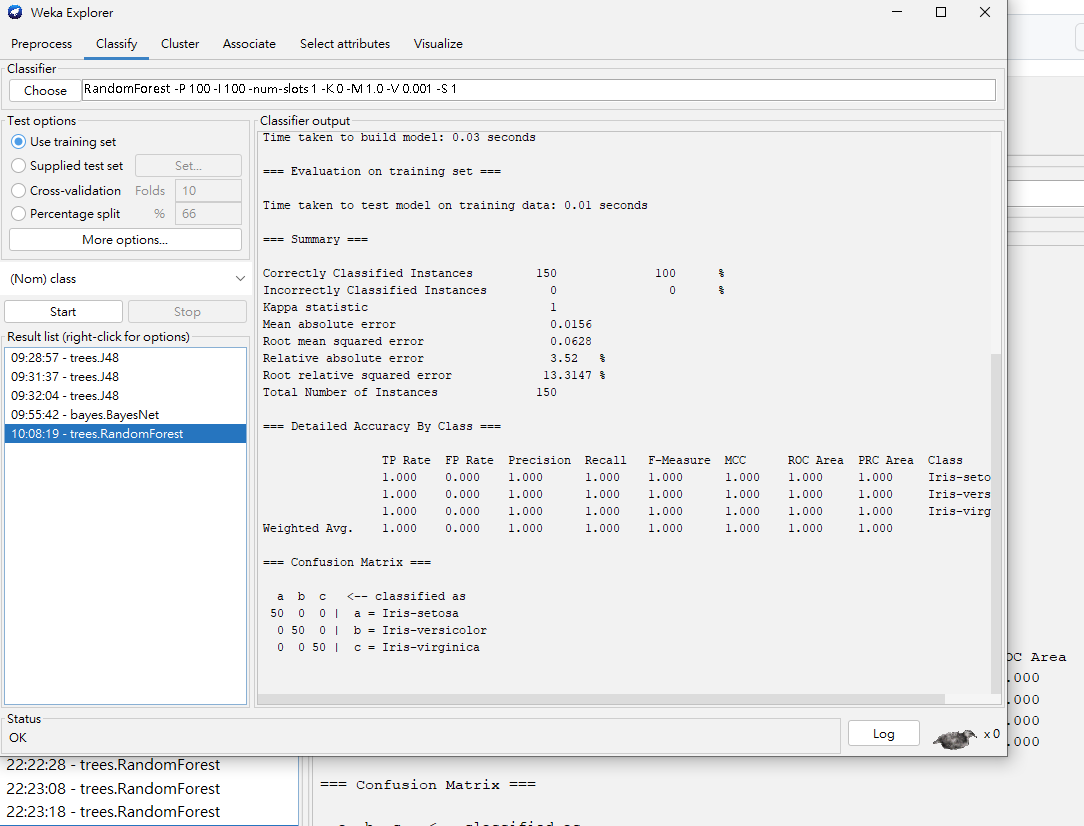 Weka Explorer
Preprocess Classify Cluster Associate Select attributes Visualize
Classifier
Choose RandomForest -P 100 -I 100 -num-slots 1 -K 0 -M 1.0 -V 0.001 -S 1
Test options
Use training set
Supplied test set Set...
Cross-validation Folds 10
Percentage split % 66
More options...
(Nom) class
Start Stop
Result list (right-click for options)
09:28:57 - trees.J48
09:31:37 - trees.J48
09:32:04 - trees.J48
09:55:42 - bayes.BayesNet
10:08:19 - trees.RandomForest
Classifier output
Time taken to build model: 0.03 seconds
=== Evaluation on training set ===
Time taken to test model on training data: 0.01 seconds
=== Summary ===
Correctly Classified Instances 150 100 %
Incorrectly Classified Instances 0 0 %
Kappa statistic 1
Mean absolute error 0.0156
Root mean squared error 0.0628
Relative absolute error 3.52 %
Root relative squared error 13.3147 %
Total Number of Instances 150
=== Detailed Accuracy By Class ===
TP Rate FP Rate Precision Recall F-Measure MCC ROC Area PRC Area Class
1.000 0.000 1.000 1.000 1.000 1.000 1.000 1.000 Iris-seto
1.000 0.000 1.000 1.000 1.000 1.000 1.000 1.000 Iris-vers
1.000 0.000 1.000 1.000 1.000 1.000 1.000 1.000 Iris-virg
Weighted Avg. 1.000 0.000 1.000 1.000 1.000 1.000 1.000 1.000
=== Confusion Matrix ===
a b c <-- classified as
50 0 0 | a = Iris-setosa
0 50 0 | b = Iris-versicolor
0 0 50 | c = Iris-virginica
Status
OK
Log x 0
OC Area
.000
.000
.000
.000
22:22:28 - trees.RandomForest
22:23:08 - trees.RandomForest
22:23:18 - trees.RandomForest
=== Confusion Matrix ===